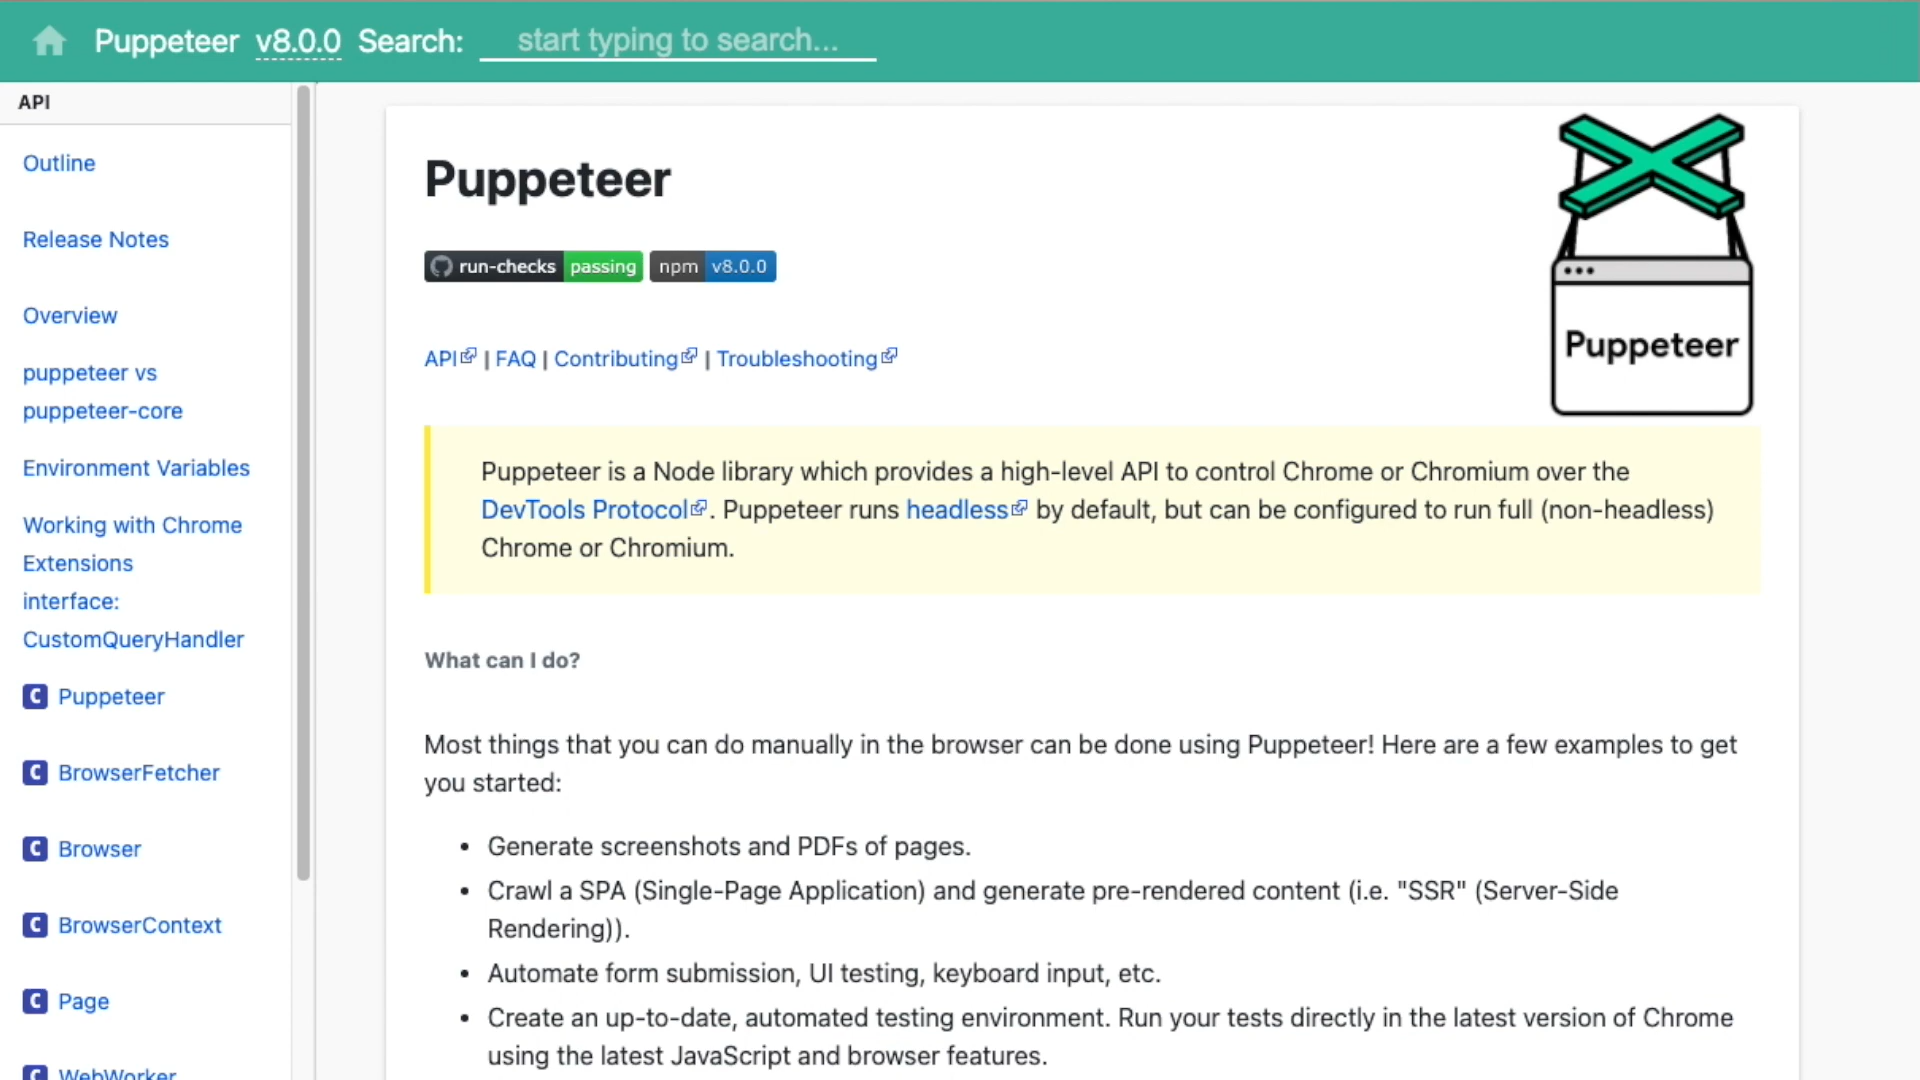 Puppeteer v8.0.0 Search: start typing to search...
API
Outline
Release Notes
Overview
puppeteer vs
puppeteer-core
Environment Variables
Working with Chrome
Extensions
interface:
CustomQueryHandler
C Puppeteer
C BrowserFetcher
C Browser
C BrowserContext
C Page
C WebWorker
Puppeteer
run-checks passing npm v8.0.0
API | FAQ | Contributing | Troubleshooting
Puppeteer
Puppeteer is a Node library which provides a high-level API to control Chrome or Chromium over the
DevTools Protocol. Puppeteer runs headless by default, but can be configured to run full (non-headless)
Chrome or Chromium.
What can I do?
Most things that you can do manually in the browser can be done using Puppeteer! Here are a few examples to get
you started:
• Generate screenshots and PDFs of pages.
• Crawl a SPA (Single-Page Application) and generate pre-rendered content (i.e. "SSR" (Server-Side
Rendering)).
• Automate form submission, UI testing, keyboard input, etc.
• Create an up-to-date, automated testing environment. Run your tests directly in the latest version of Chrome
using the latest JavaScript and browser features.